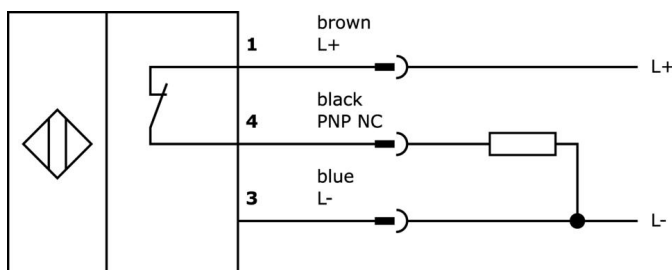 brown
1 L+ L+
black
4 PNP NC
blue
3 L- L-